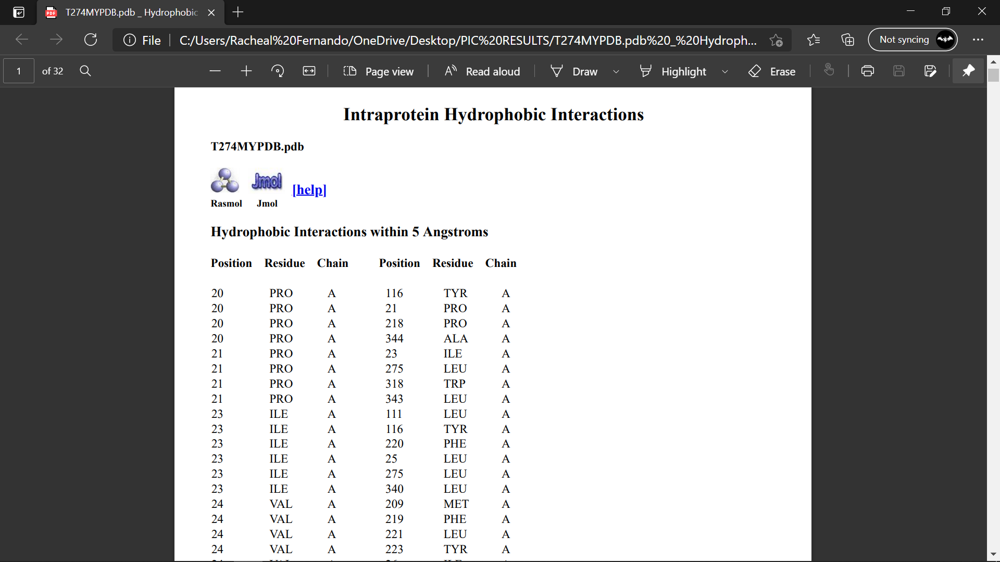 T274MYPDB.pdb _ Hydrophobic
File C:/Users/Racheal%20Fernando/OneDrive/Desktop/PIC%20RESULTS/T274MYPDB.pdb%20_%20Hydroph... Not syncing
1 of 32 Page view Read aloud Draw Highlight Erase
Intraprotein Hydrophobic Interactions
T274MYPDB.pdb
Jmol [help]
Rasmol Jmol
Hydrophobic Interactions within 5 Angstroms
Position Residue Chain Position Residue Chain
20 PRO A 116 TYR A
20 PRO A 21 PRO A
20 PRO A 218 PRO A
20 PRO A 344 ALA A
21 PRO A 23 ILE A
21 PRO A 275 LEU A
21 PRO A 318 TRP A
21 PRO A 343 LEU A
23 ILE A 111 LEU A
23 ILE A 116 TYR A
23 ILE A 220 PHE A
23 ILE A 25 LEU A
23 ILE A 275 LEU A
23 ILE A 340 LEU A
24 VAL A 209 MET A
24 VAL A 219 PHE A
24 VAL A 221 LEU A
24 VAL A 223 TYR A